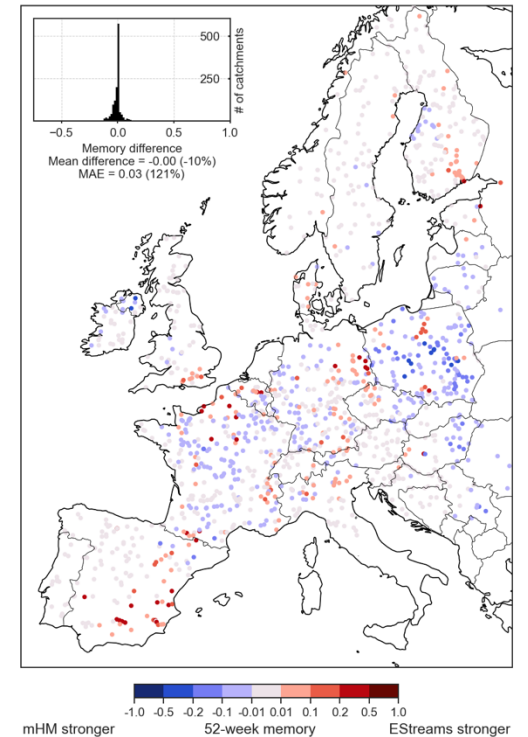 500
250
# of catchments
−0.5 0.0 0.5 1.0
Memory difference
Mean difference = -0.00 (-10%)
MAE = 0.03 (121%)
-1.0 -0.5 -0.2 -0.1 -0.01 0.01 0.1 0.2 0.5 1.0
mHM stronger 52-week memory EStreams stronger